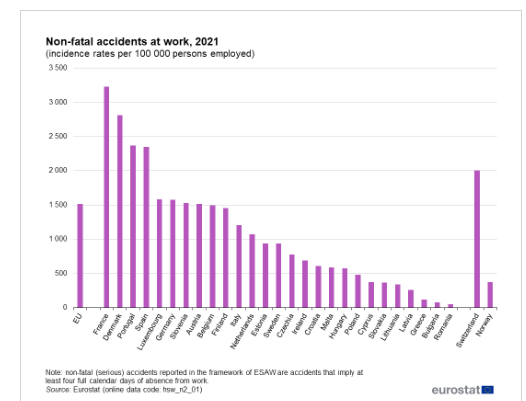 Non-fatal accidents at work, 2021
(incidence rates per 100 000 persons employed)
3 500
3 000
2 500
2 000
1 500
1 000
500
0
EU
France
Denmark
Portugal
Spain
Luxembourg
Germany
Slovenia
Austria
Belgium
Finland
Italy
Netherlands
Estonia
Sweden
Czechia
Ireland
Croatia
Malta
Hungary
Poland
Cyprus
Slovakia
Lithuania
Latvia
Greece
Bulgaria
Romania
Switzerland
Norway
Note: non-fatal (serious) accidents reported in the framework of ESAW are accidents that imply at
least four full calendar days of absence from work.
Source: Eurostat (online data code: hsw_n2_01)
eurostat